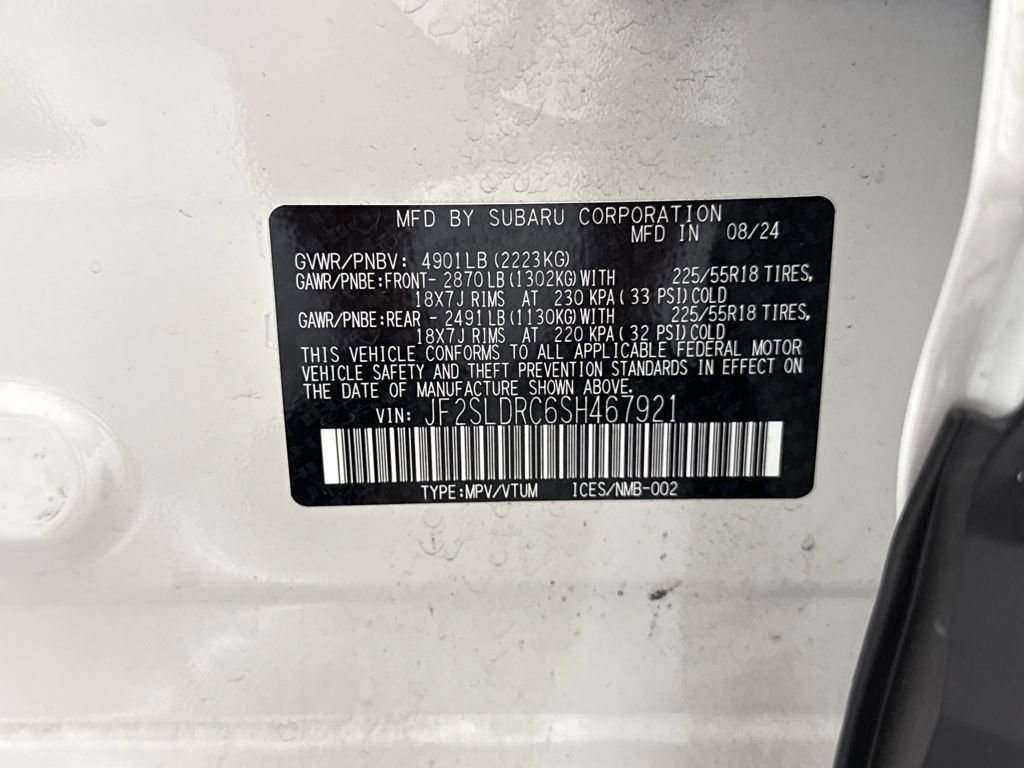 MFD BY SUBARU CORPORATION
MFD IN 08/24
GVWR/PNBV: 4901LB(2223KG)
GAWR/PNBE:FRONT- 2870LB(1302KG)WITH 225/55R18 TIRES,
18X7J RIMS AT 230 KPA(33 PSI)COLD
GAWR/PNBE:REAR - 2491LB(1130KG)WITH 225/55R18 TIRES,
18X7J RIMS AT 220 KPA(32 PSI)COLD
THIS VEHICLE CONFORMS TO ALL APPLICABLE FEDERAL MOTOR
VEHICLE SAFETY AND THEFT PREVENTION STANDARDS IN EFFECT ON
THE DATE OF MANUFACTURE SHOWN ABOVE.
VIN: JF2SLDRC6SH467921
TYPE:MPV/VTUM ICES/NMB-002